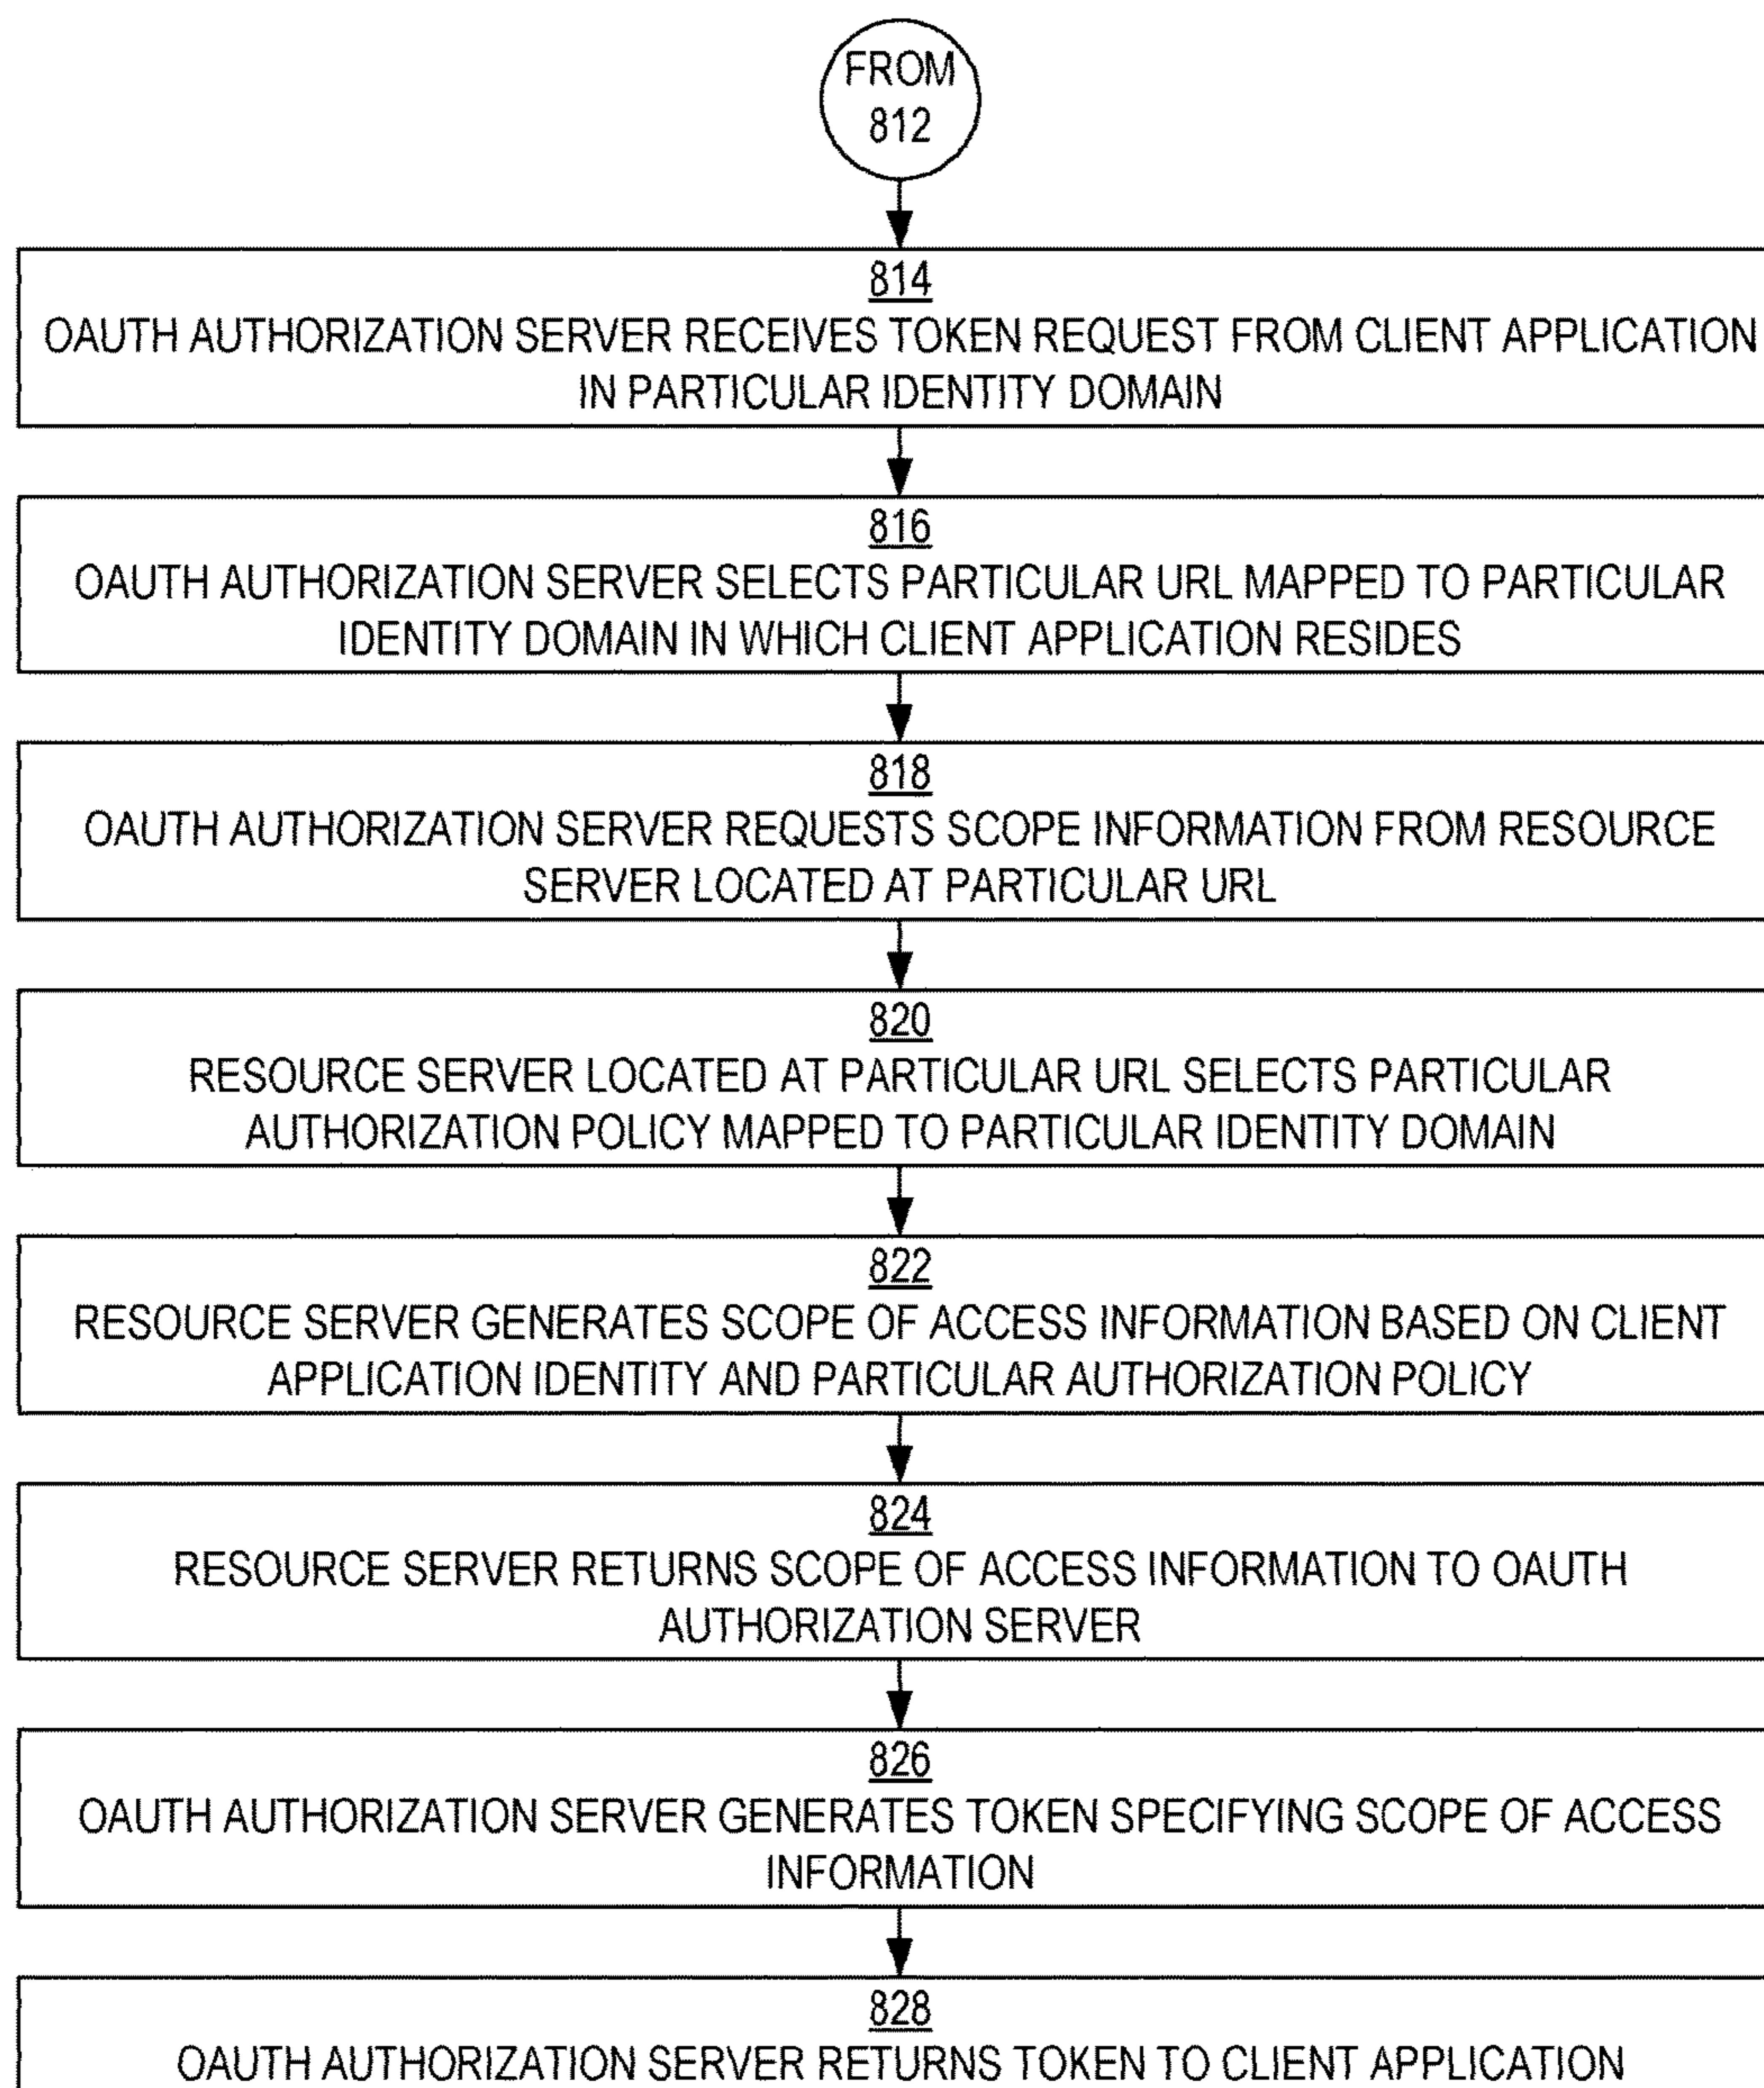 FROM
812
814
OAUTH AUTHORIZATION SERVER RECEIVES TOKEN REQUEST FROM CLIENT APPLICATION
IN PARTICULAR IDENTITY DOMAIN
816
OAUTH AUTHORIZATION SERVER SELECTS PARTICULAR URL MAPPED TO PARTICULAR
IDENTITY DOMAIN IN WHICH CLIENT APPLICATION RESIDES
818
OAUTH AUTHORIZATION SERVER REQUESTS SCOPE INFORMATION FROM RESOURCE
SERVER LOCATED AT PARTICULAR URL
820
RESOURCE SERVER LOCATED AT PARTICULAR URL SELECTS PARTICULAR
AUTHORIZATION POLICY MAPPED TO PARTICULAR IDENTITY DOMAIN
822
RESOURCE SERVER GENERATES SCOPE OF ACCESS INFORMATION BASED ON CLIENT
APPLICATION IDENTITY AND PARTICULAR AUTHORIZATION POLICY
824
RESOURCE SERVER RETURNS SCOPE OF ACCESS INFORMATION TO OAUTH
AUTHORIZATION SERVER
826
OAUTH AUTHORIZATION SERVER GENERATES TOKEN SPECIFYING SCOPE OF ACCESS
INFORMATION
828
OAUTH AUTHORIZATION SERVER RETURNS TOKEN TO CLIENT APPLICATION